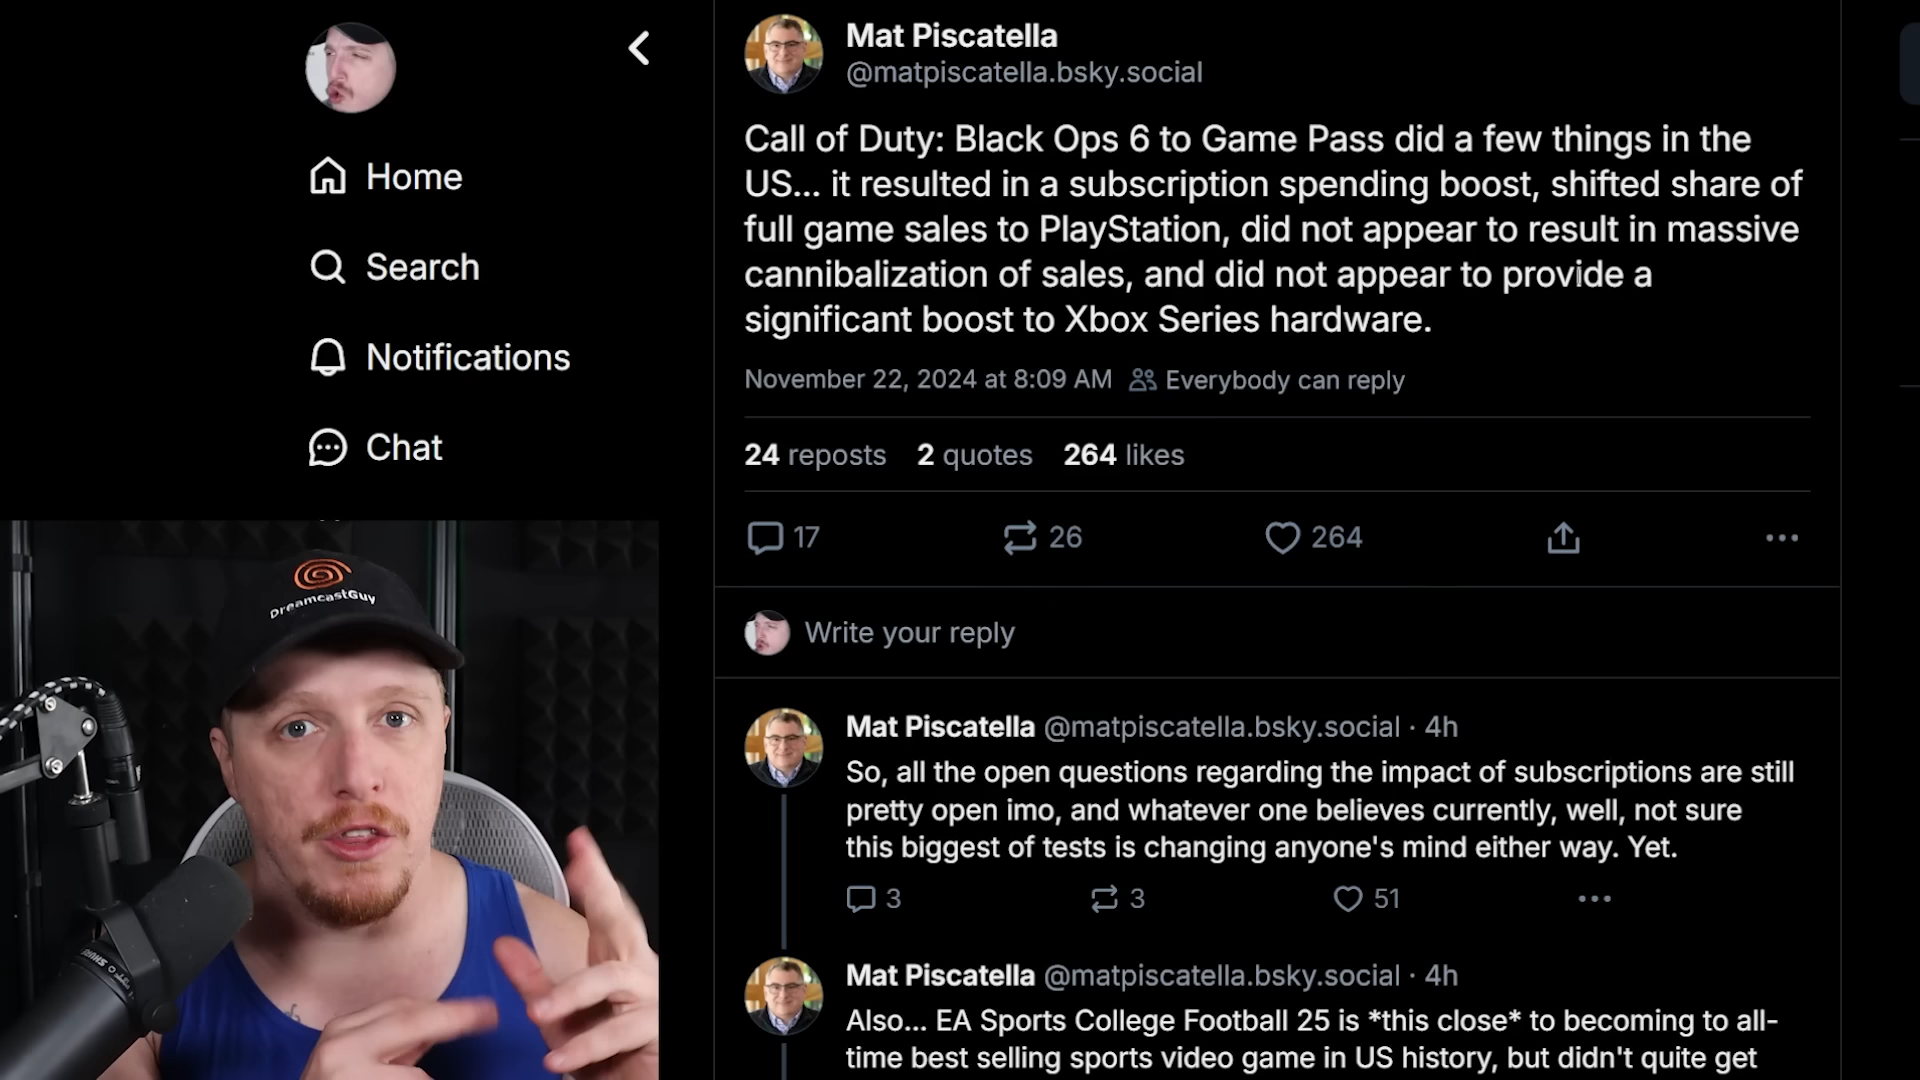 Home
Search
Notifications
Chat
DreamcastGuy
SHURE
Mat Piscatella
@matpiscatella.bsky.social
Call of Duty: Black Ops 6 to Game Pass did a few things in the
US... it resulted in a subscription spending boost, shifted share of
full game sales to PlayStation, did not appear to result in massive
cannibalization of sales, and did not appear to provide a
significant boost to Xbox Series hardware.
November 22, 2024 at 8:09 AM Everybody can reply
24 reposts 2 quotes 264 likes
17 26 264
Write your reply
Mat Piscatella @matpiscatella.bsky.social · 4h
So, all the open questions regarding the impact of subscriptions are still
pretty open imo, and whatever one believes currently, well, not sure
this biggest of tests is changing anyone's mind either way. Yet.
3 3 51
Mat Piscatella @matpiscatella.bsky.social · 4h
Also... EA Sports College Football 25 is *this close* to becoming to all-
time best selling sports video game in US history, but didn't quite get